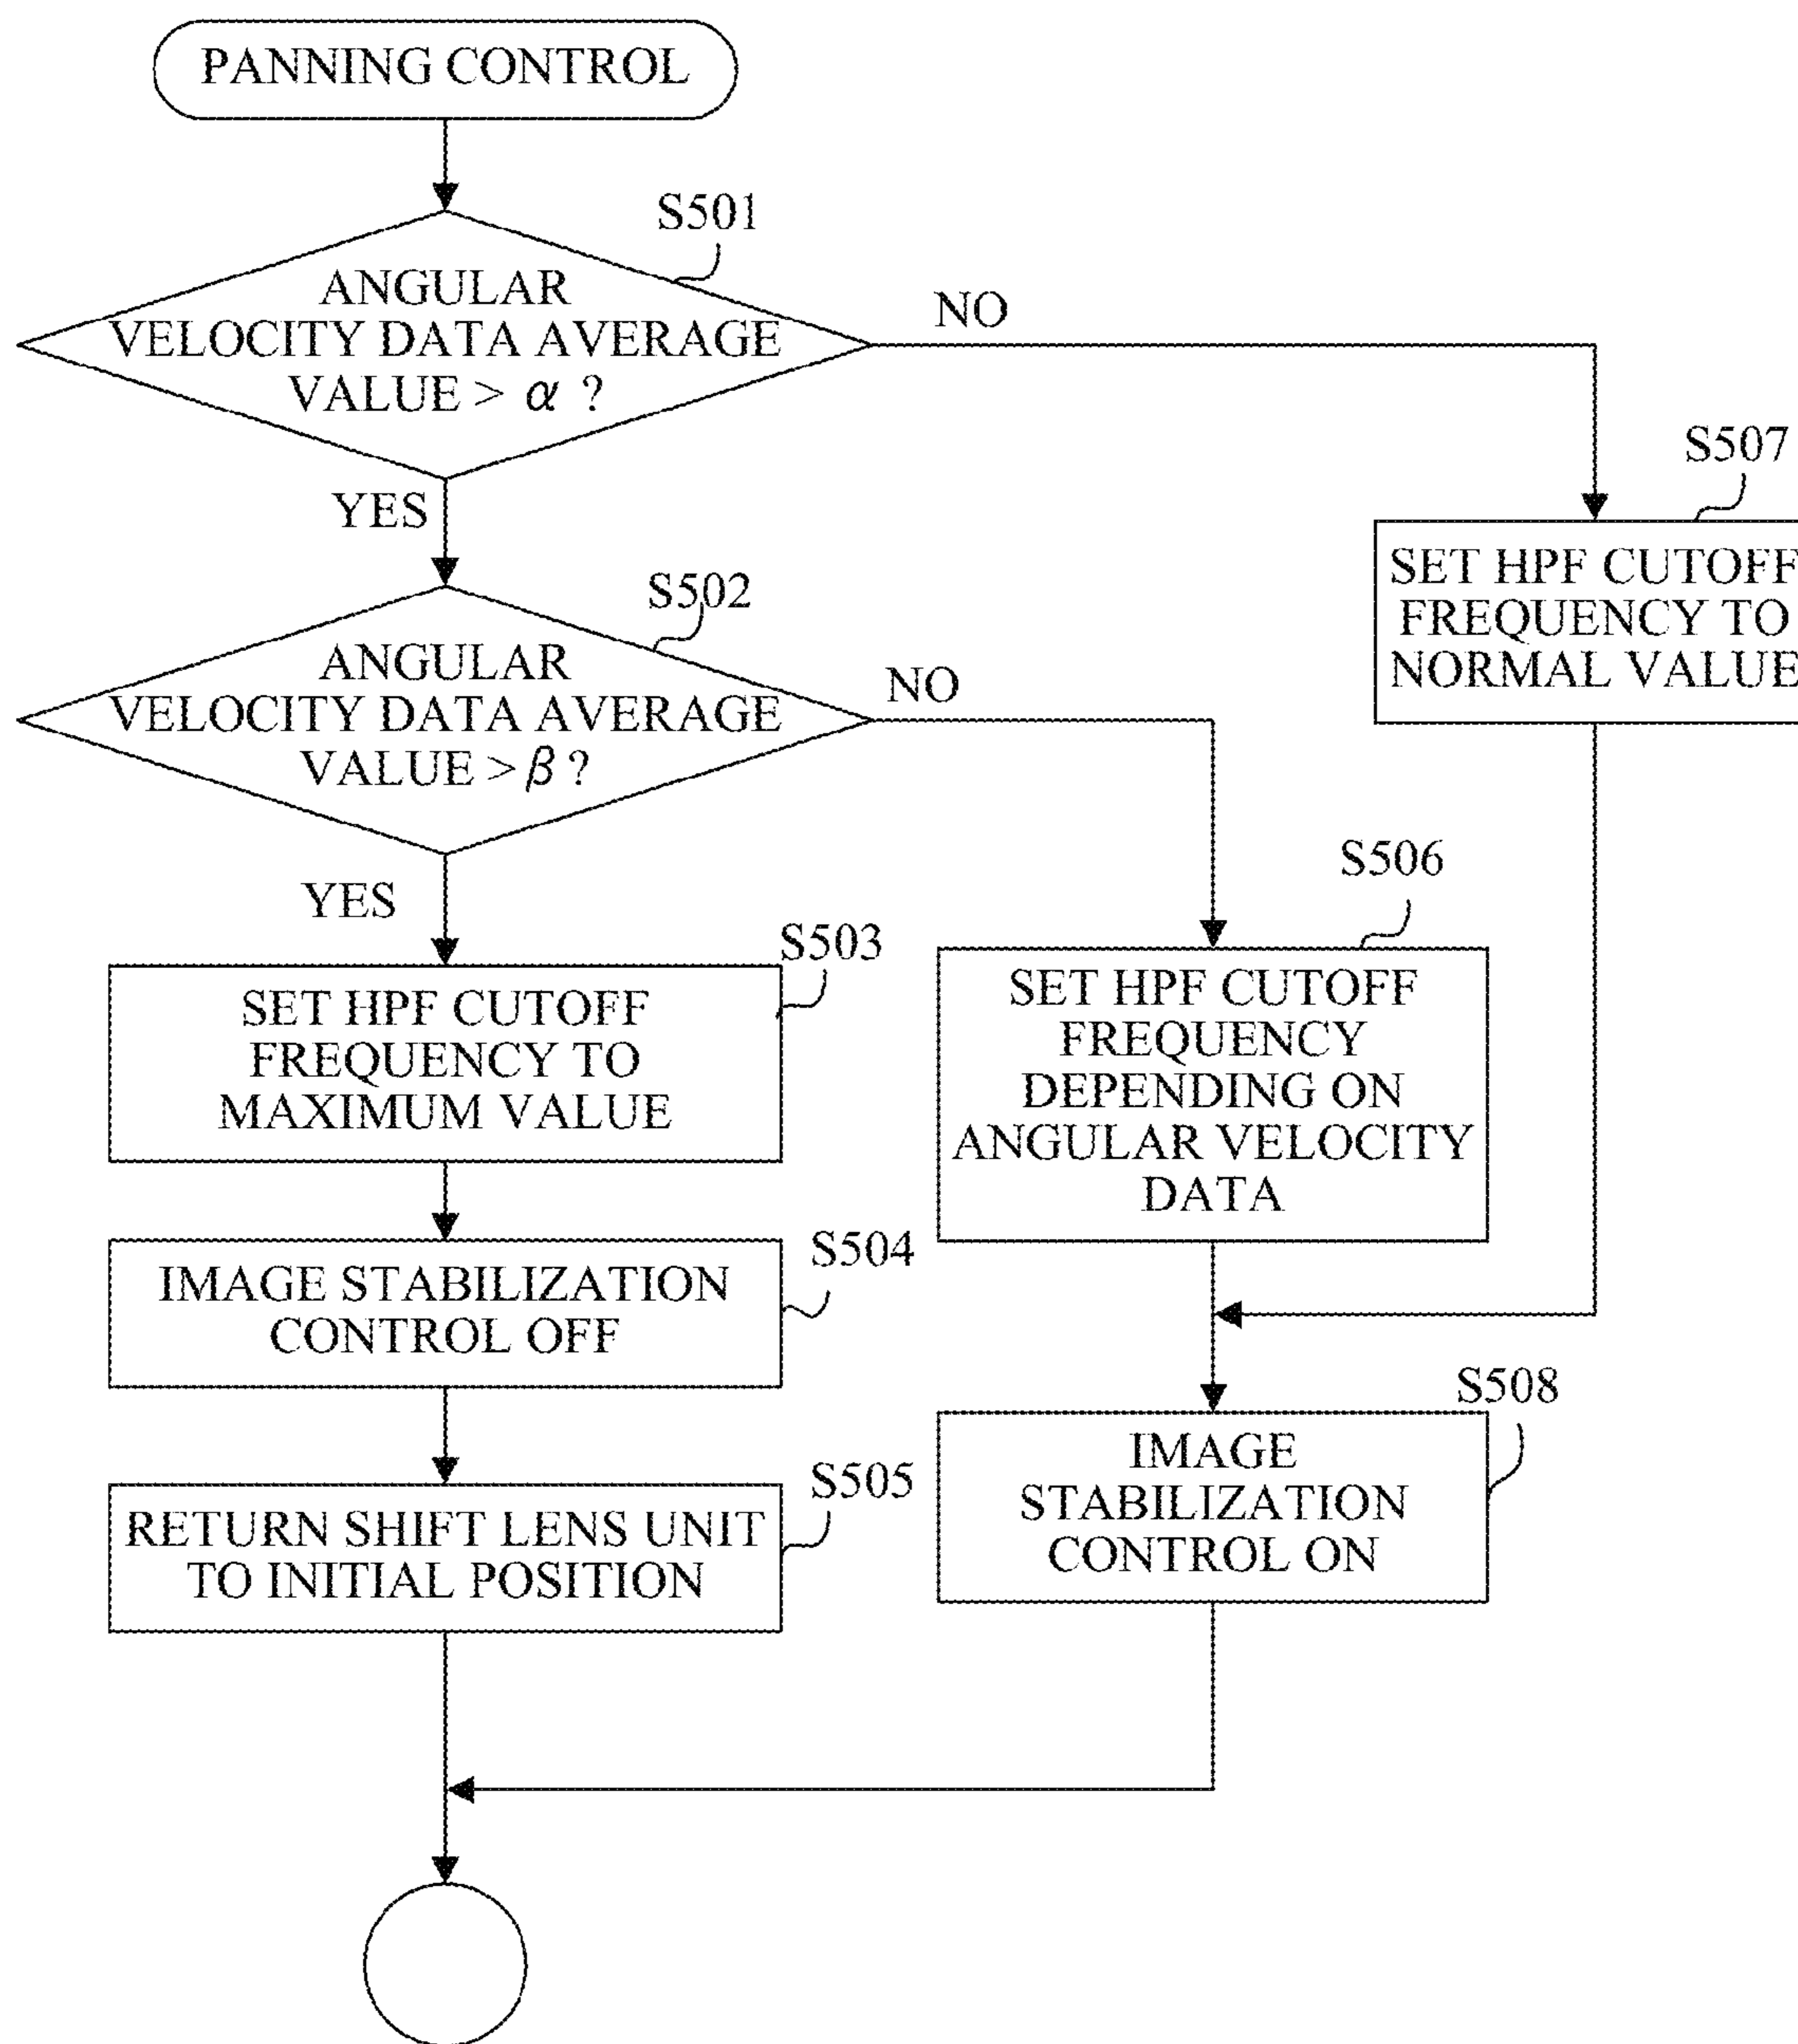 PANNING CONTROL
S501
ANGULAR
VELOCITY DATA AVERAGE
VALUE > α ?
NO
YES
S502
ANGULAR
VELOCITY DATA AVERAGE
VALUE > β ?
NO
YES
S507
SET HPF CUTOFF
FREQUENCY TO
NORMAL VALUE
S503
SET HPF CUTOFF
FREQUENCY TO
MAXIMUM VALUE
S506
SET HPF CUTOFF
FREQUENCY
DEPENDING ON
ANGULAR VELOCITY
DATA
S504
IMAGE STABILIZATION
CONTROL OFF
S508
IMAGE
STABILIZATION
CONTROL ON
S505
RETURN SHIFT LENS UNIT
TO INITIAL POSITION